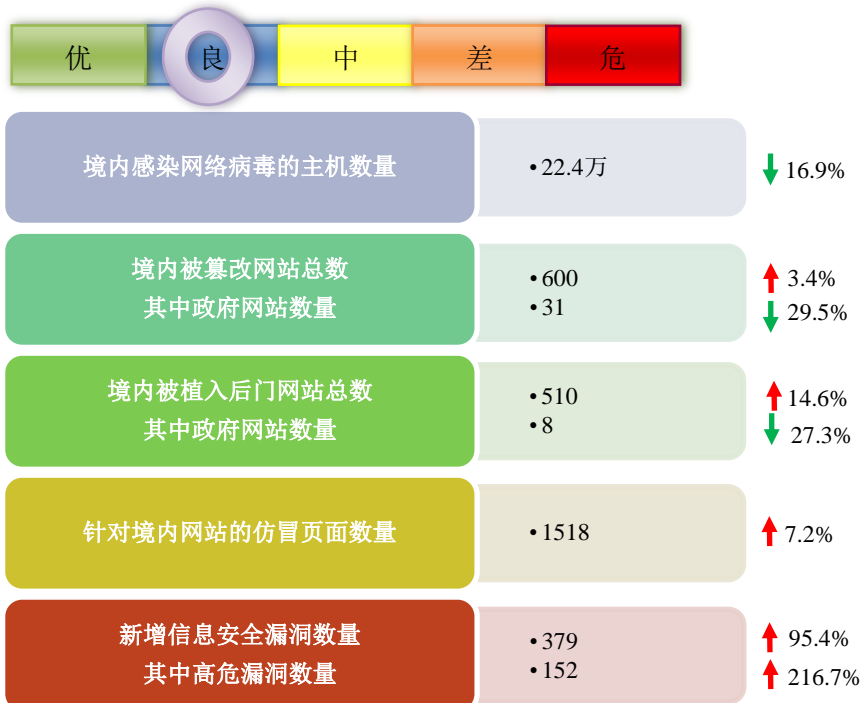 优 良 中 差 危
境内感染网络病毒的主机数量 •22.4万 16.9%
境内被篡改网站总数 •600 3.4%
其中政府网站数量 •31 29.5%
境内被植入后门网站总数 •510 14.6%
其中政府网站数量 •8 27.3%
针对境内网站的仿冒页面数量 •1518 7.2%
新增信息安全漏洞数量 •379 95.4%
其中高危漏洞数量 •152 216.7%